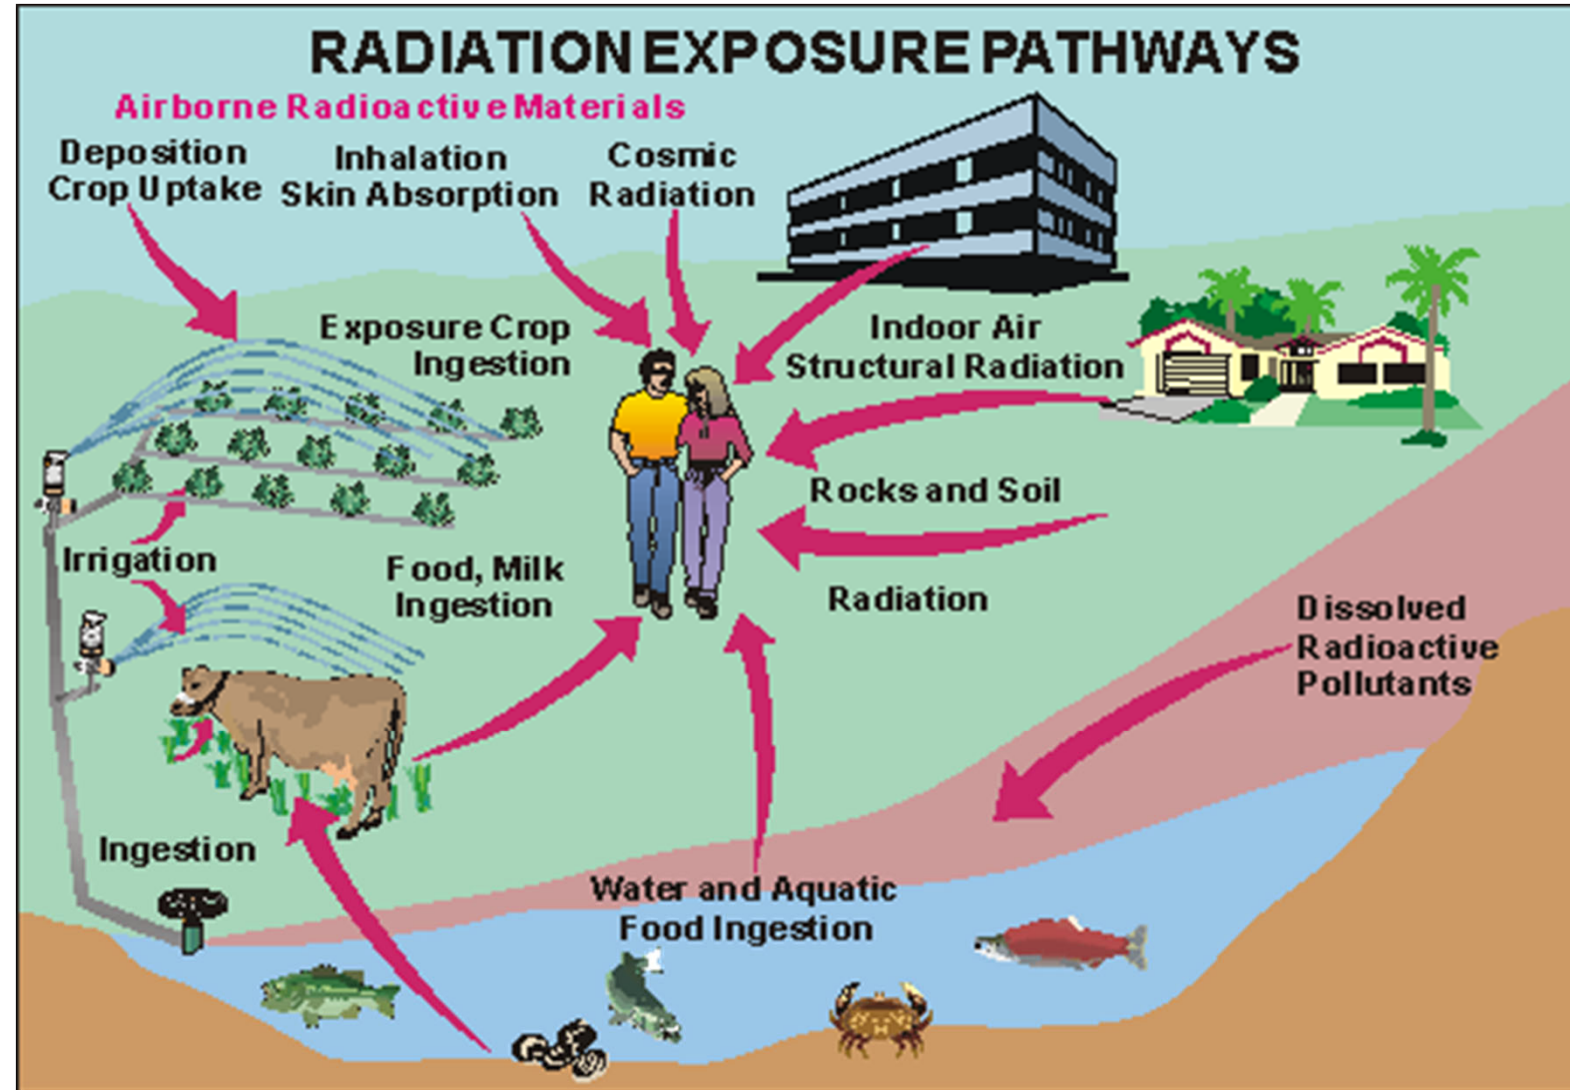 RADIATION EXPOSURE PATHWAYS
Airborne Radioactive Materials
Deposition
Crop Uptake
Inhalation
Skin Absorption
Cosmic
Radiation
Exposure Crop
Ingestion
Indoor Air
Structural Radiation
Rocks and Soil
Irrigation
Food, Milk
Ingestion
Radiation
Dissolved
Radioactive
Pollutants
Ingestion
Water and Aquatic
Food Ingestion